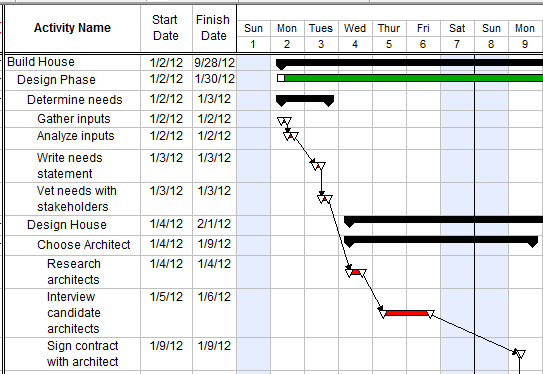 Activity Name Start Date Finish Date Sun Mon Tues Wed Thur Fri Sat Sun Mon
1 2 3 4 5 6 7 8 9
Build House 1/2/12 9/28/12
Design Phase 1/2/12 1/30/12
Determine needs 1/2/12 1/3/12
Gather inputs 1/2/12 1/2/12
Analyze inputs 1/2/12 1/2/12
Write needs 1/3/12 1/3/12
statement
Vet needs with 1/3/12 1/3/12
stakeholders
Design House 1/4/12 2/1/12
Choose Architect 1/4/12 1/9/12
Research 1/4/12 1/4/12
architects
Interview 1/5/12 1/6/12
candidate
architects
Sign contract 1/9/12 1/9/12
with architect